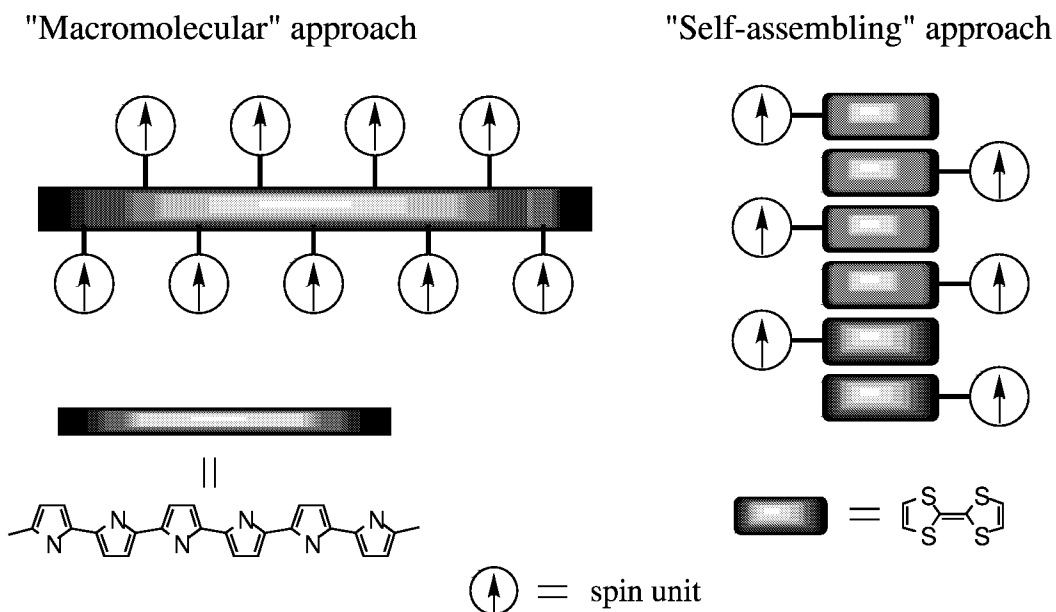 "Macromolecular" approach
"Self-assembling" approach
N N N N N N
S S
S S
spin unit